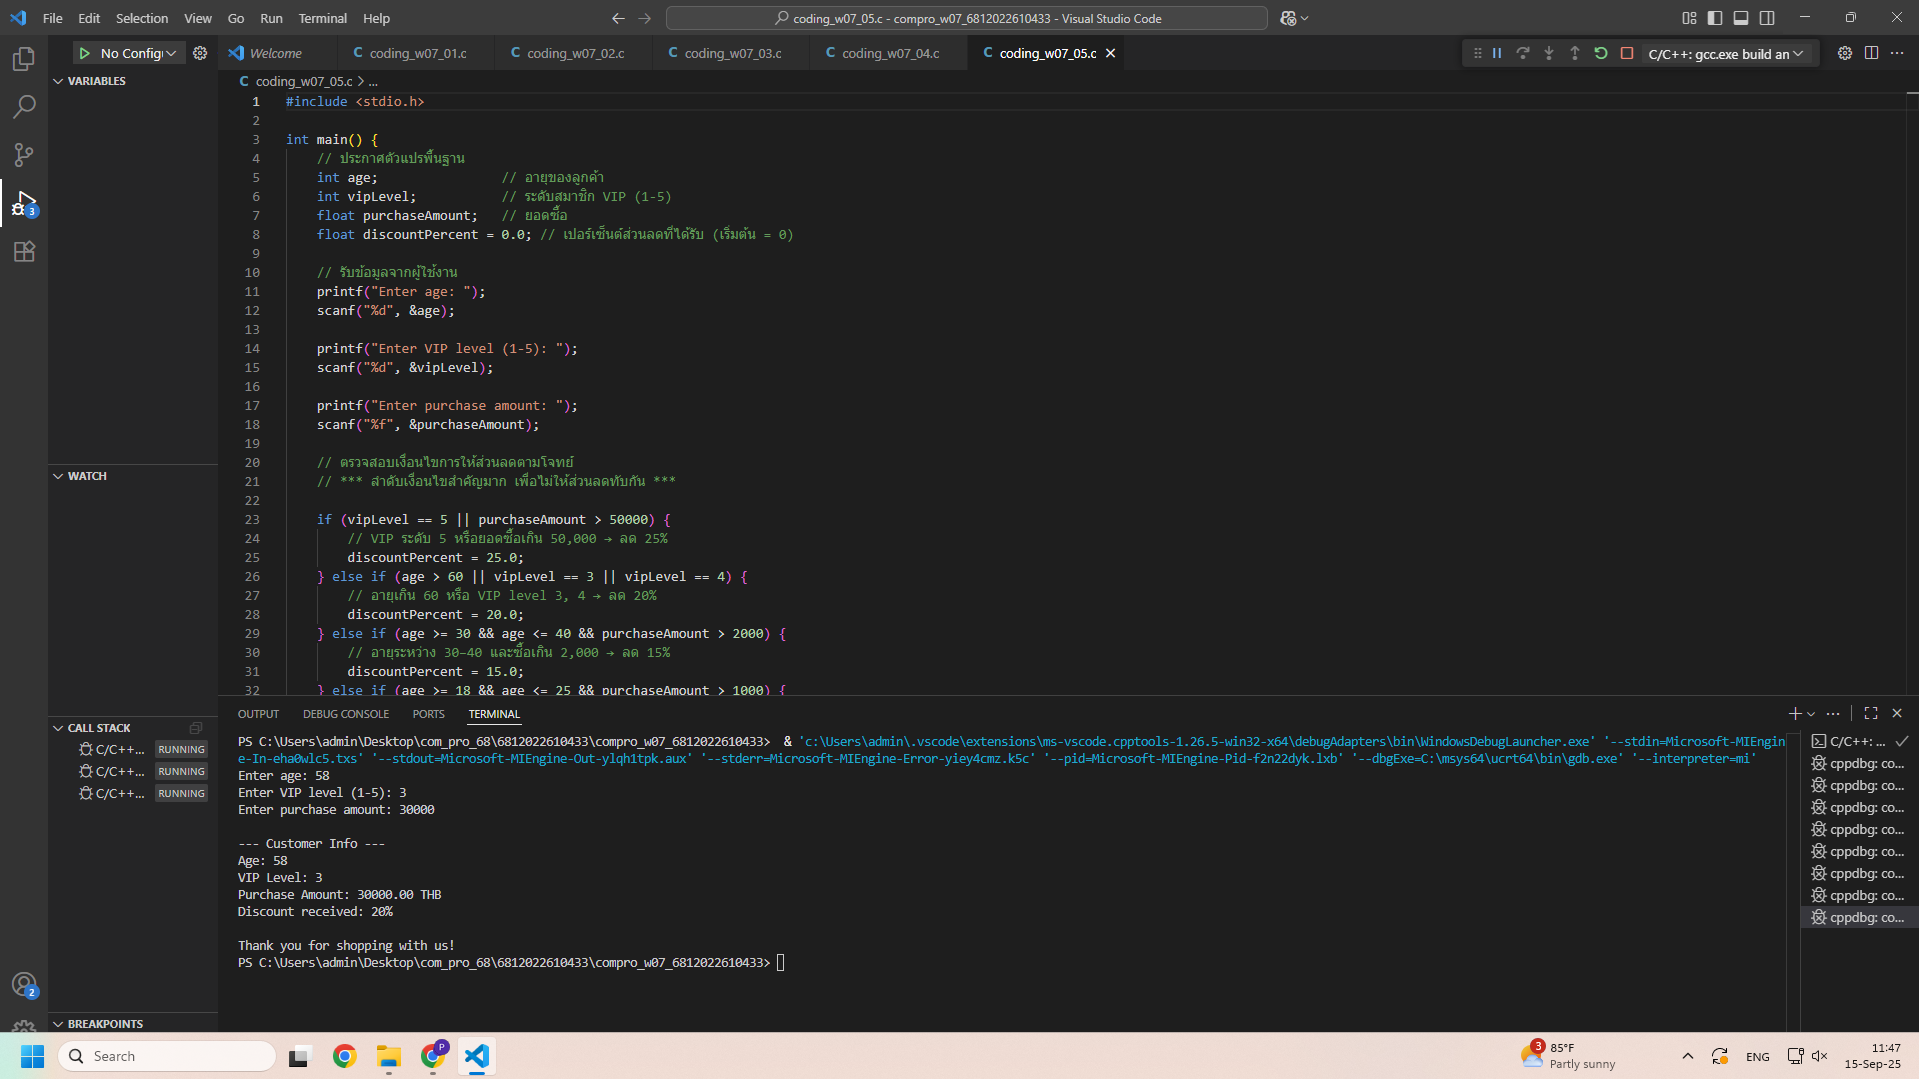 File Edit Selection View Go Run Terminal Help
coding_w07_05.c - compro_w07_6812022610433 - Visual Studio Code
No Config
Welcome
coding_w07_01.c
coding_w07_02.c
coding_w07_03.c
coding_w07_04.c
coding_w07_05.c
C/C++: gcc.exe build an
VARIABLES
coding_w07_05.c > ...
1 #include <stdio.h>
2
3 int main() {
4 // ประกาศตัวแปรพื้นฐาน
5 int age; // อายุของลูกค้า
6 int vipLevel; // ระดับสมาชิก VIP (1-5)
7 float purchaseAmount; // ยอดซื้อ
8 float discountPercent = 0.0; // เปอร์เซ็นต์ส่วนลดที่ได้รับ (เริ่มต้น = 0)
9
10 // รับข้อมูลจากผู้ใช้งาน
11 printf("Enter age: ");
12 scanf("%d", &age);
13
14 printf("Enter VIP level (1-5): ");
15 scanf("%d", &vipLevel);
16
17 printf("Enter purchase amount: ");
18 scanf("%f", &purchaseAmount);
19
20 // ตรวจสอบเงื่อนไขการให้ส่วนลดตามโจทย์
21 // *** ลำดับเงื่อนไขสำคัญมาก เพื่อไม่ให้ส่วนลดทับกัน ***
22
23 if (vipLevel == 5 || purchaseAmount > 50000) {
24 // VIP ระดับ 5 หรือยอดซื้อเกิน 50,000 → ลด 25%
25 discountPercent = 25.0;
26 } else if (age > 60 || vipLevel == 3 || vipLevel == 4) {
27 // อายุเกิน 60 หรือ VIP level 3, 4 → ลด 20%
28 discountPercent = 20.0;
29 } else if (age >= 30 && age <= 40 && purchaseAmount > 2000) {
30 // อายุระหว่าง 30–40 และซื้อเกิน 2,000 → ลด 15%
31 discountPercent = 15.0;
32 } else if (age >= 18 && age <= 25 && purchaseAmount > 1000) {
WATCH
CALL STACK
C/C++... RUNNING
C/C++... RUNNING
C/C++... RUNNING
BREAKPOINTS
3
2
OUTPUT DEBUG CONSOLE PORTS TERMINAL
PS C:\Users\admin\Desktop\com_pro_68\6812022610433\compro_w07_6812022610433> & 'c:\Users\admin\.vscode\extensions\ms-vscode.cpptools-1.26.5-win32-x64\debugAdapters\bin\WindowsDebugLauncher.exe' '--stdin=Microsoft-MIEngin
e-In-eha0wlc5.txs' '--stdout=Microsoft-MIEngine-Out-ylqh1tpk.aux' '--stderr=Microsoft-MIEngine-Error-yiey4cmz.k5c' '--pid=Microsoft-MIEngine-Pid-f2n22dyk.lxb' '--dbgExe=C:\msys64\ucrt64\bin\gdb.exe' '--interpreter=mi'
Enter age: 58
Enter VIP level (1-5): 3
Enter purchase amount: 30000

--- Customer Info ---
Age: 58
VIP Level: 3
Purchase Amount: 30000.00 THB
Discount received: 20%

Thank you for shopping with us!
PS C:\Users\admin\Desktop\com_pro_68\6812022610433\compro_w07_6812022610433>
C/C++: ...
cppdbg: co...
cppdbg: co...
cppdbg: co...
cppdbg: co...
cppdbg: co...
cppdbg: co...
cppdbg: co...
cppdbg: co...
Search
P
3
85°F
Partly sunny
ENG
11:47
15-Sep-25